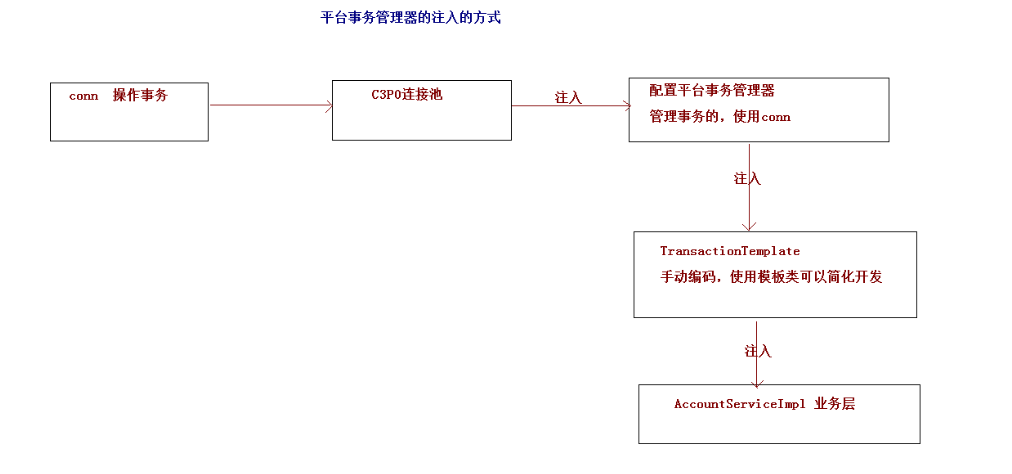 平台事务管理器的注入的方式
conn 操作事务
C3P0连接池
注入
配置平台事务管理器
管理事务的，使用conn
注入
TransactionTemplate
手动编码，使用模板类可以简化开发
注入
AccountServiceImpl 业务层